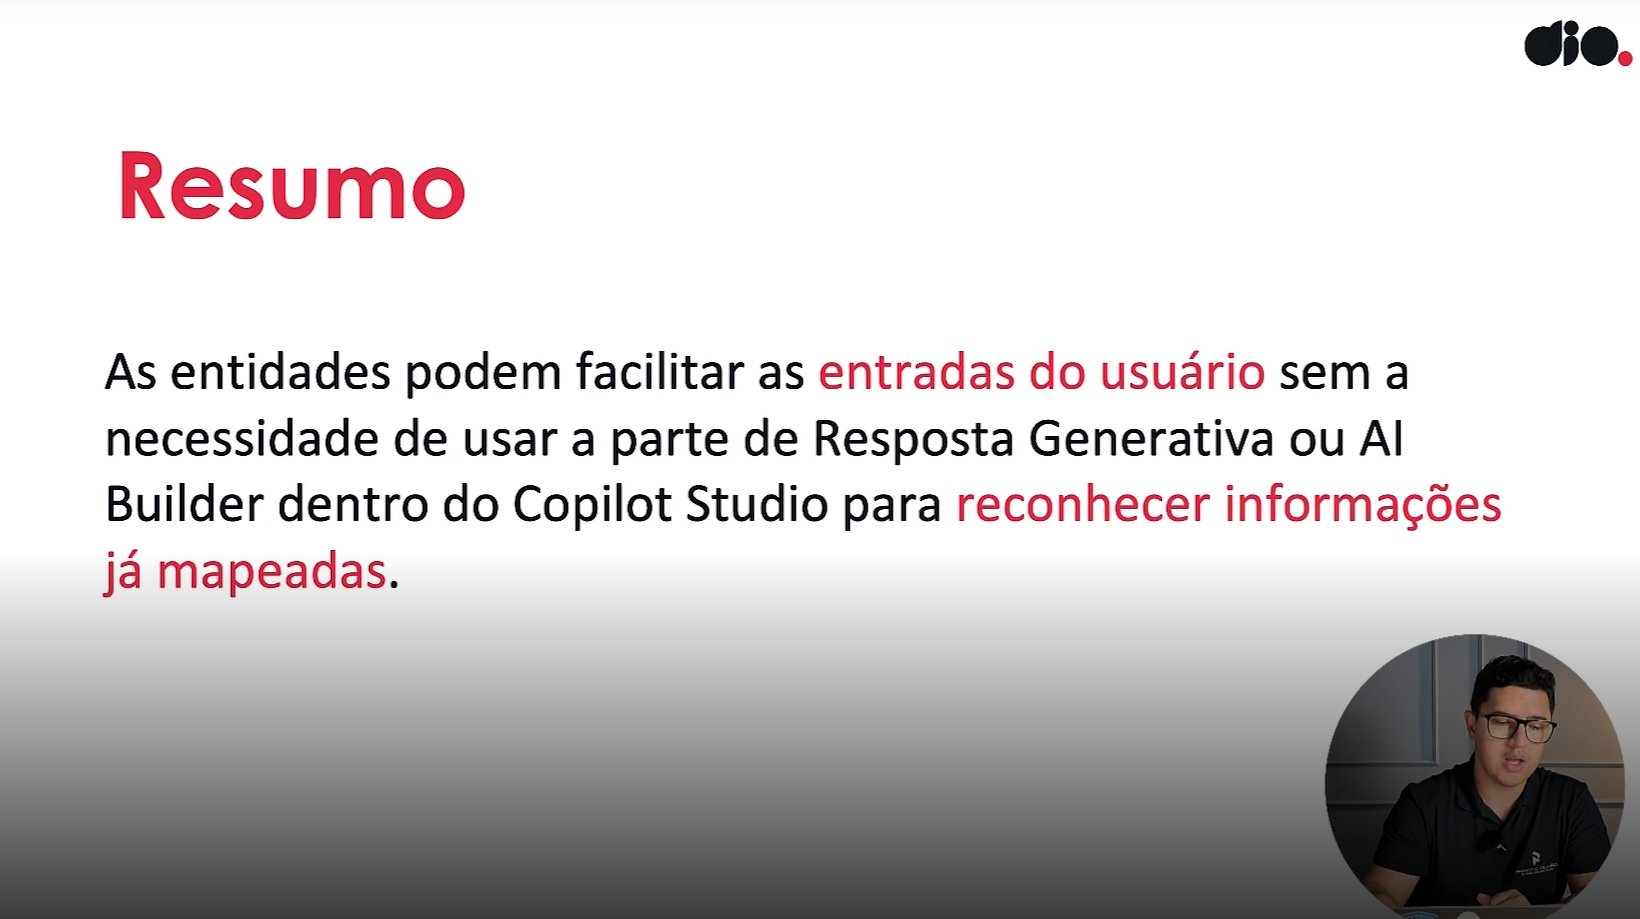 dio.
Resumo
As entidades podem facilitar as entradas do usuário sem a
necessidade de usar a parte de Resposta Generativa ou AI
Builder dentro do Copilot Studio para reconhecer informações
já mapeadas.